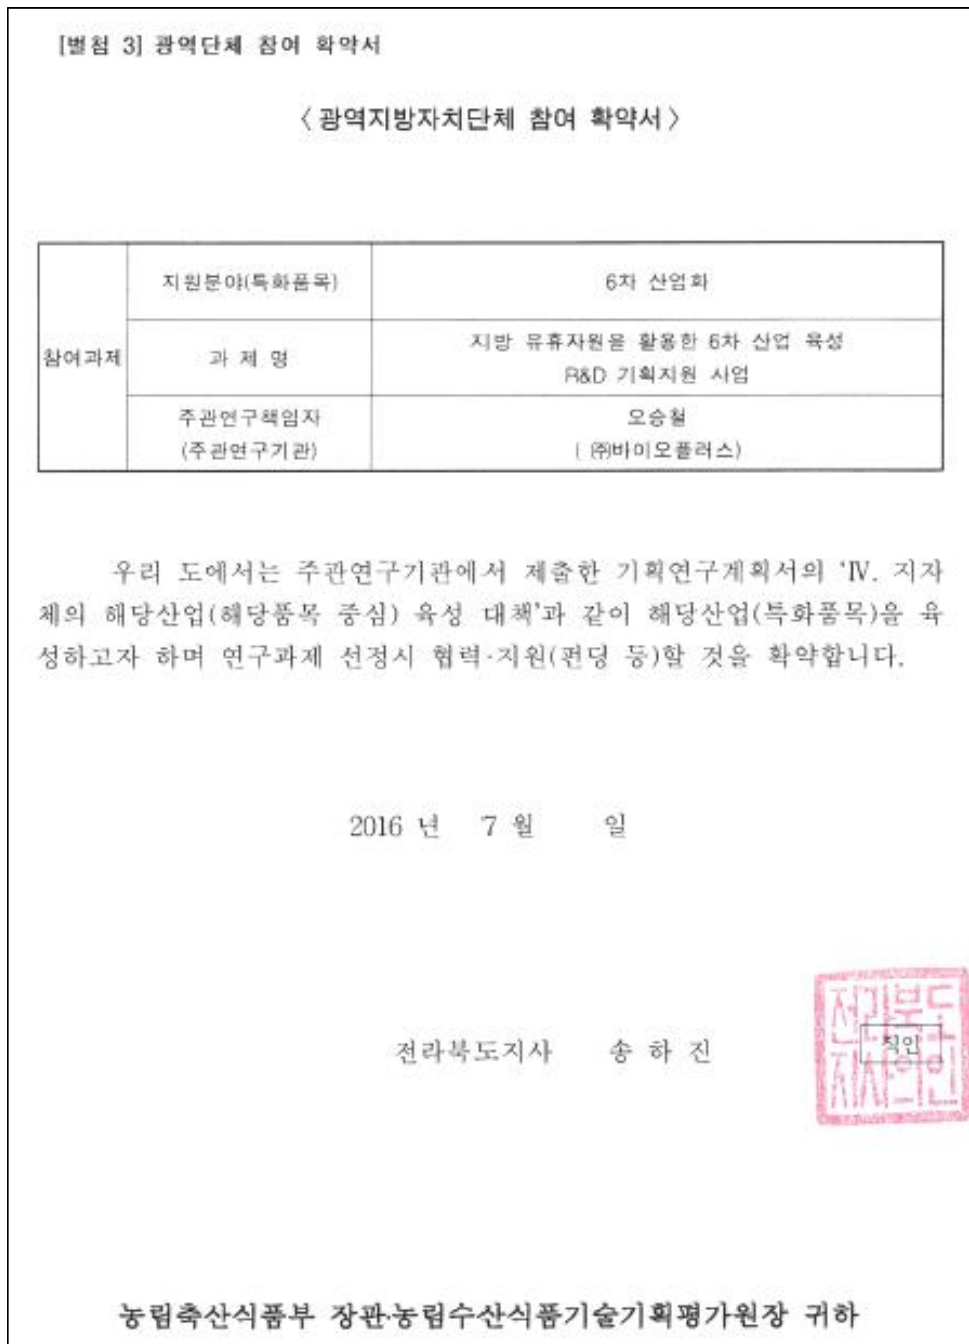 [별첨 3] 광역단체 참여 확약서
〈광역지방자치단체 참여 확약서〉
참여과제
지원분야(특화품목)
6차 산업화
과 제 명
지방 유휴자원을 활용한 6차 산업 육성
R&D 기획지원 사업
주관연구책임자
(주관연구기관)
오승철
( ㈜바이오플러스)
우리 도에서는 주관연구기관에서 제출한 기획연구계획서의 'Ⅳ. 지자
체의 해당산업(해당품목 중심) 육성 대책'과 같이 해당산업(특화품목)을 육
성하고자 하며 연구과제 선정시 협력·지원(펀딩 등)할 것을 확약합니다.
2016 년 7 월 일
전라북도지사 송 하 진
전라북도
지사의인
직인
농림축산식품부 장관·농림수산식품기술기획평가원장 귀하